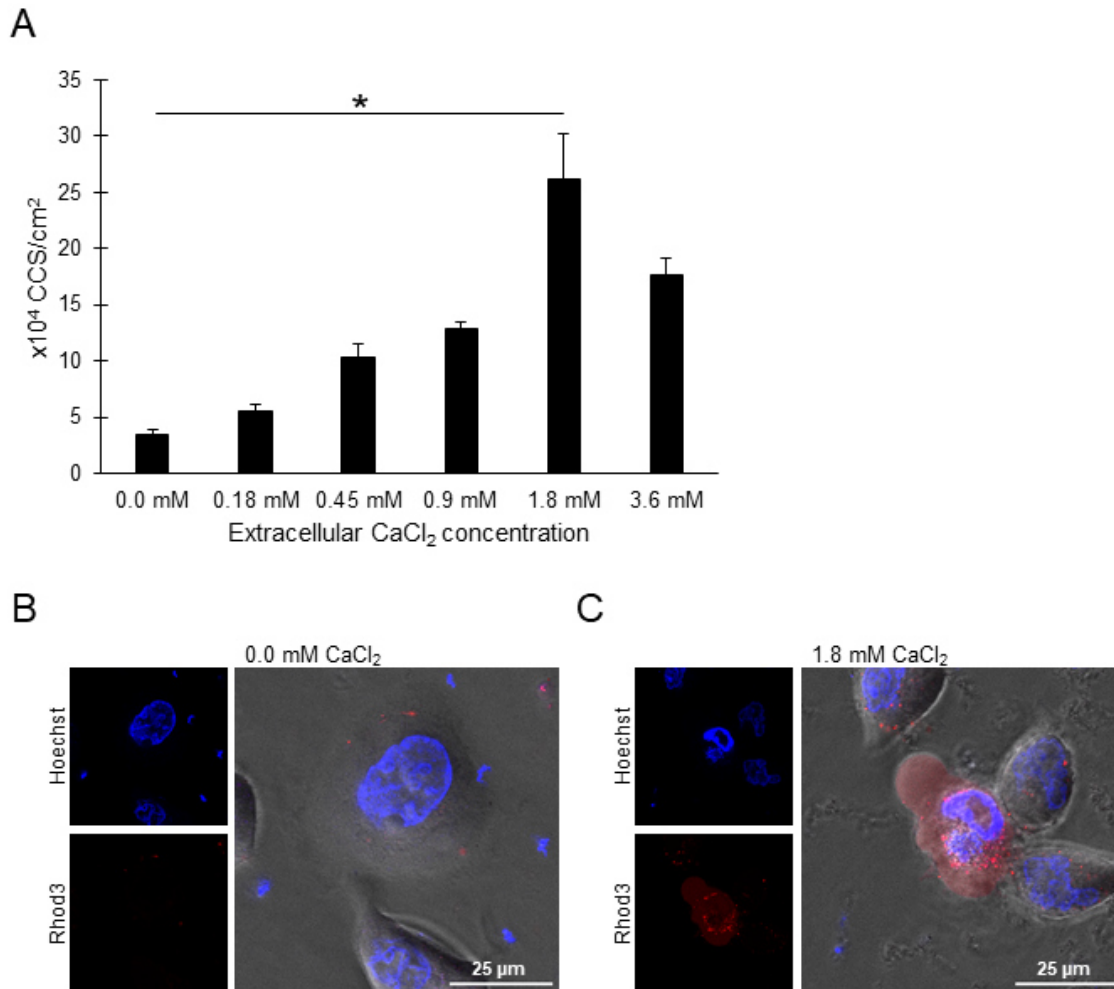 A
35
*
30
25
20
15
10
5
0
x10⁴ CCS/cm²
0.0 mM 0.18 mM 0.45 mM 0.9 mM 1.8 mM 3.6 mM
Extracellular CaCl₂ concentration
B
0.0 mM CaCl₂
Hoechst
Rhod3
25 µm
C
1.8 mM CaCl₂
Hoechst
Rhod3
25 µm